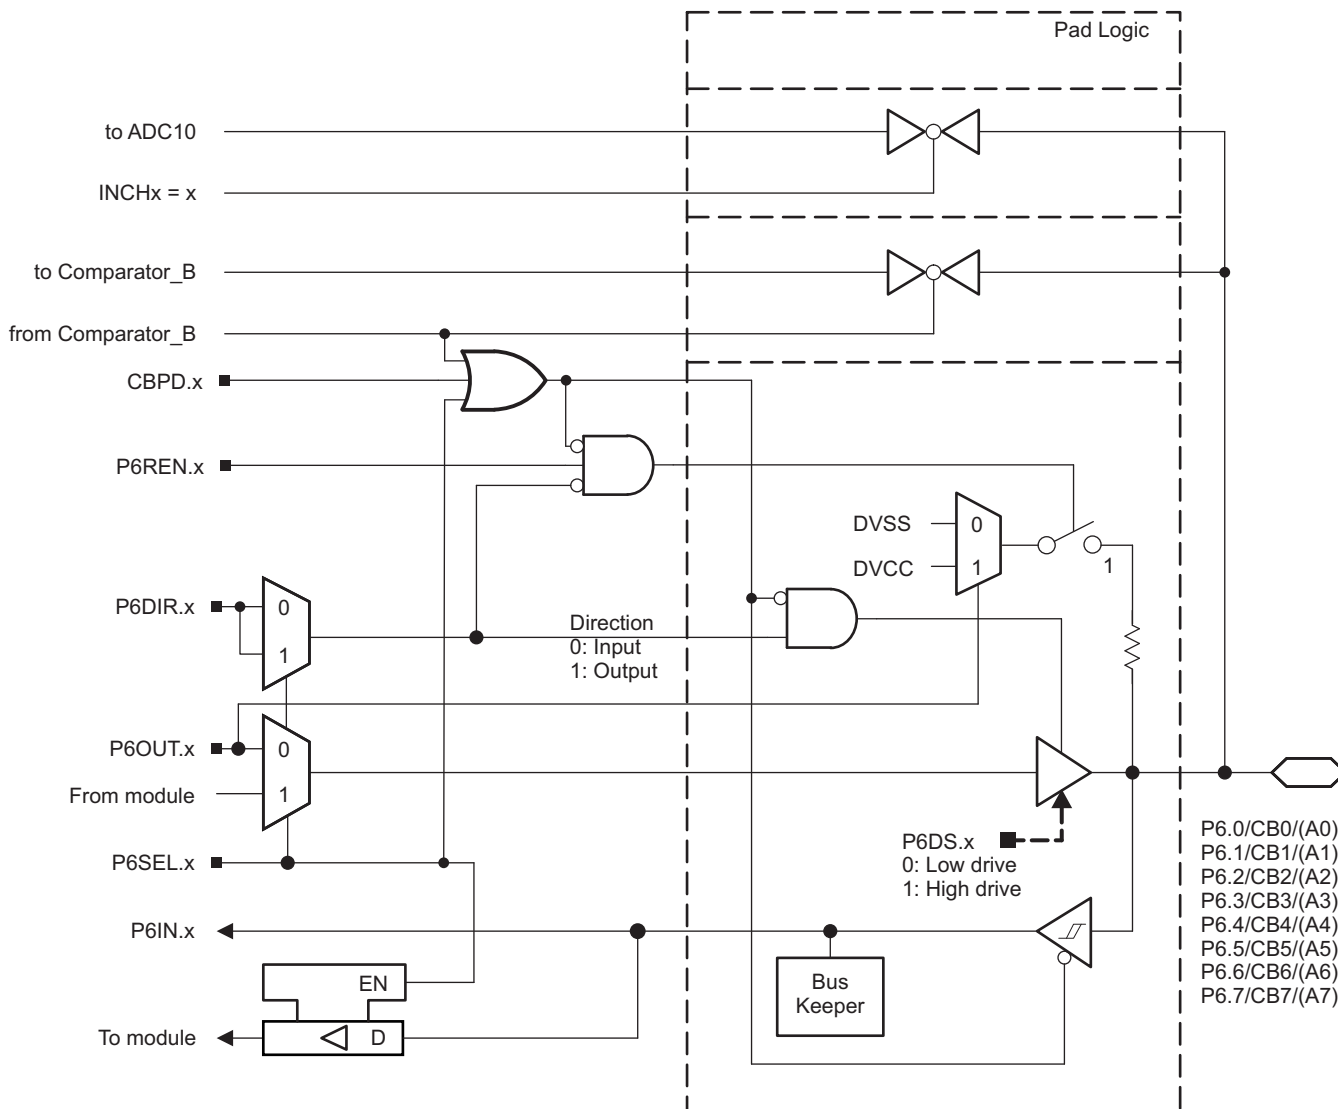 Pad Logic
to ADC10
INCHx = x
to Comparator_B
from Comparator_B
CBPD.x
P6REN.x
DVSS
0
DVCC
1
1
P6DIR.x
0
1
Direction
0: Input
1: Output
P6OUT.x
0
From module
1
P6SEL.x
P6DS.x
0: Low drive
1: High drive
P6.0/CB0/(A0)
P6.1/CB1/(A1)
P6.2/CB2/(A2)
P6.3/CB3/(A3)
P6.4/CB4/(A4)
P6.5/CB5/(A5)
P6.6/CB6/(A6)
P6.7/CB7/(A7)
P6IN.x
EN
Bus
Keeper
To module
D